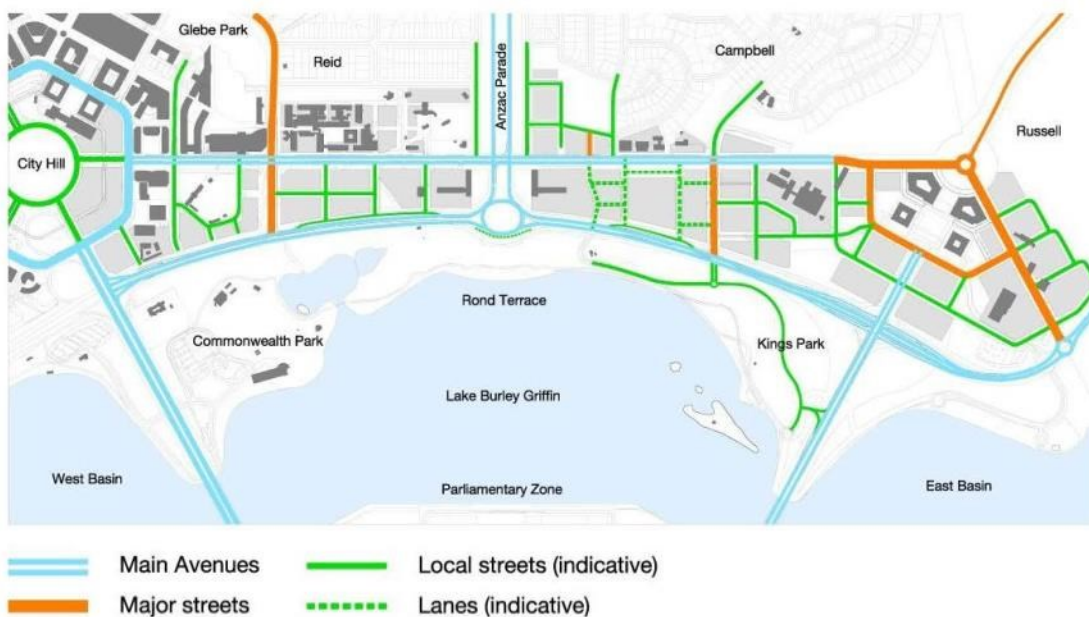 Glebe Park
Reid
Anzac Parade
Campbell
Russell
City Hill
Rond Terrace
Commonwealth Park
Kings Park
Lake Burley Griffin
West Basin
Parliamentary Zone
East Basin
Main Avenues
Local streets (indicative)
Major streets
Lanes (indicative)